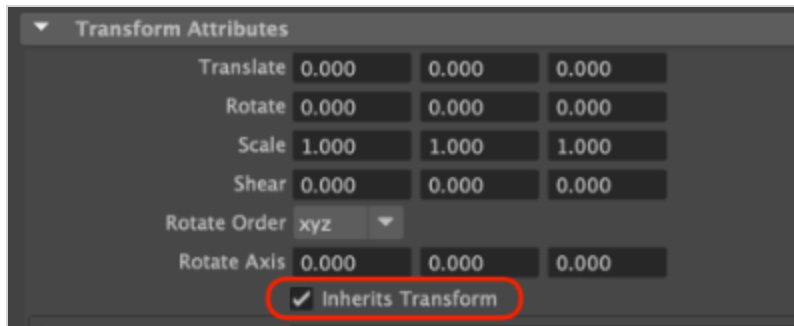 Transform Attributes
Translate 0.000 0.000 0.000
Rotate 0.000 0.000 0.000
Scale 1.000 1.000 1.000
Shear 0.000 0.000 0.000
Rotate Order xyz
Rotate Axis 0.000 0.000 0.000
Inherits Transform